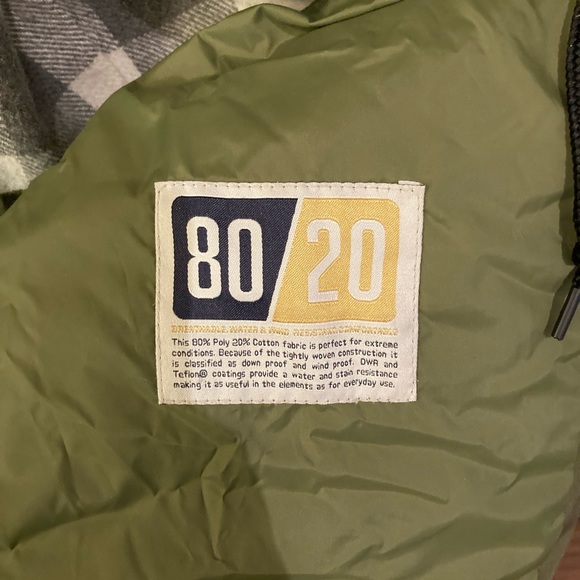 80/20
BREATHABLE. WATER & WIND RESISTANT. COMFORTABLE
This 80% Poly 20% Cotton fabric is perfect for extreme
conditions. Because of the tightly woven construction it
is classified as down proof and wind proof. DWR and
Teflon® coatings provide a water and stain resistance
making it as useful in the elements as for everyday use.